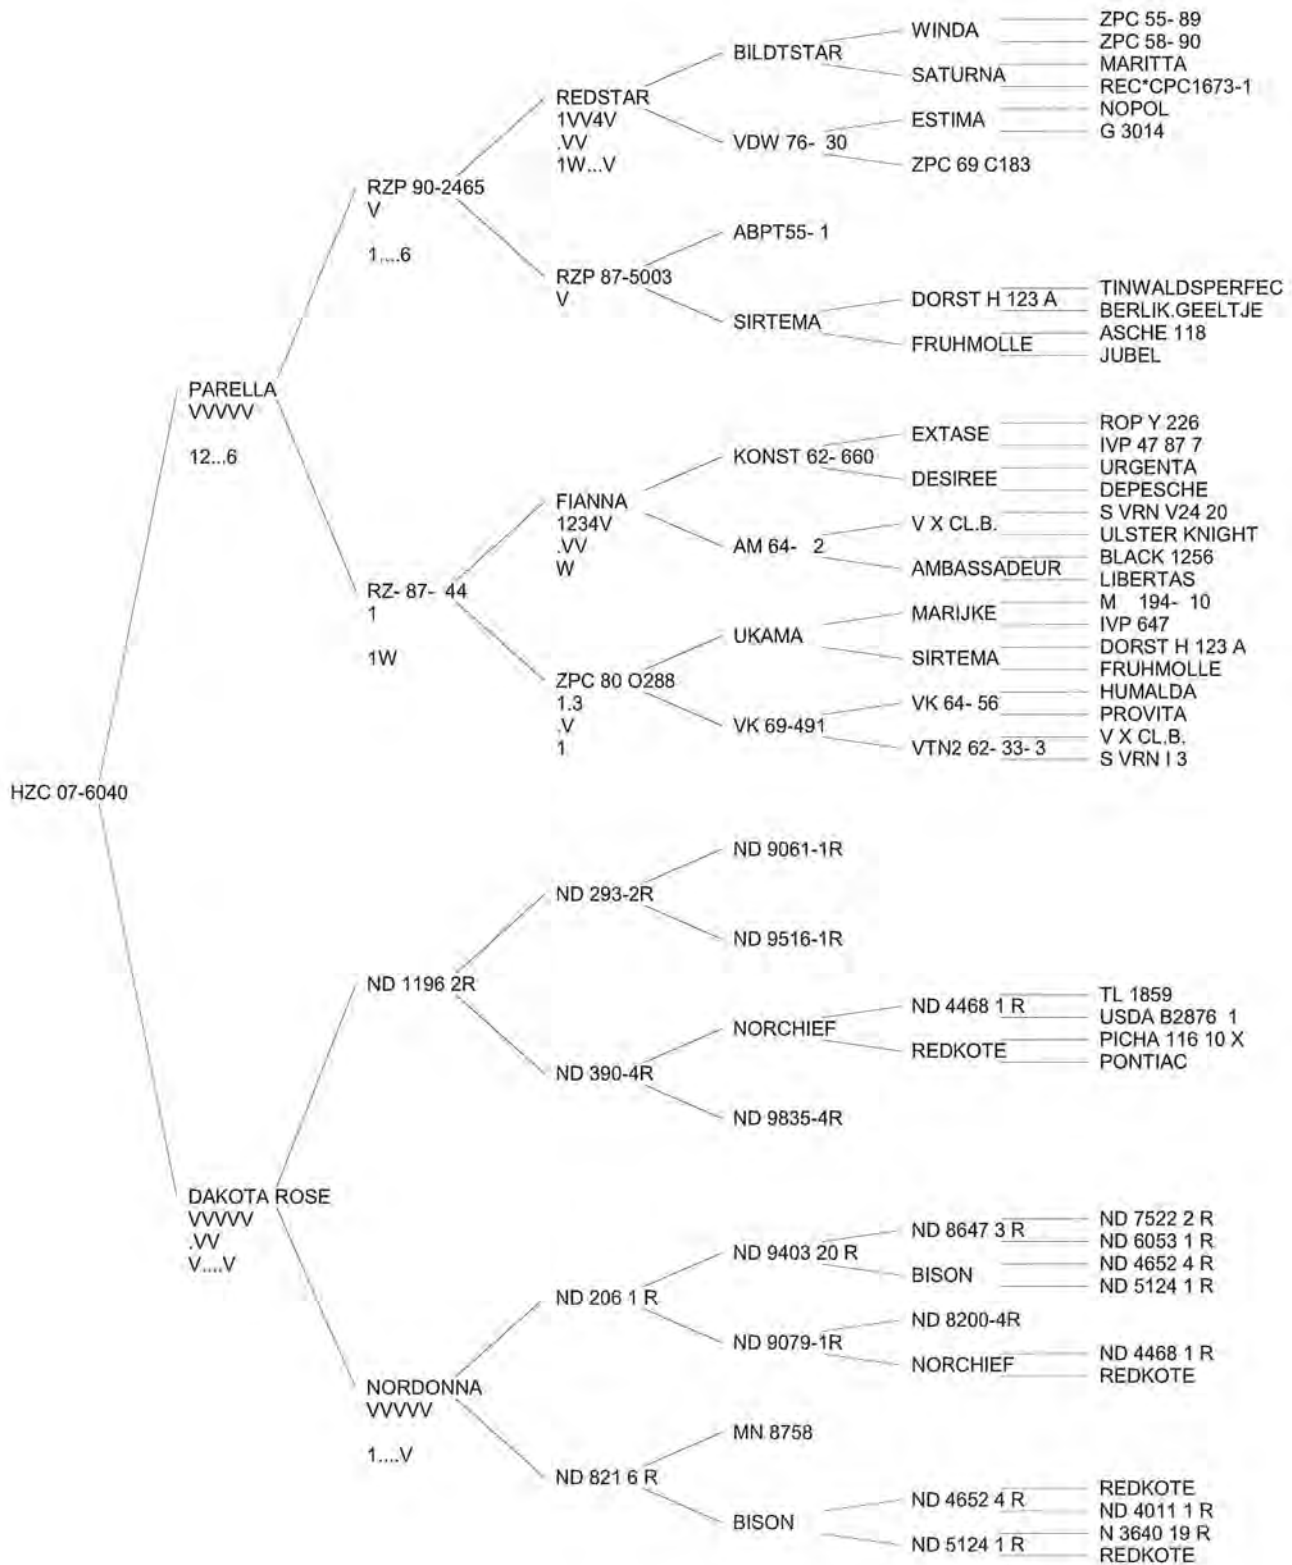 ZPC 55- 89
WINDA
ZPC 58- 90
BILDTSTAR
MARITTA
SATURNA
REC*CPC1673-1
REDSTAR
1VV4V
.VV
1W...V
NOPOL
ESTIMA
G 3014
VDW 76- 30
ZPC 69 C183
RZP 90-2465
V
1....6
ABPT55- 1
RZP 87-5003
V
TINWALDSPERFEC
DORST H 123 A
BERLIK.GEELTJE
SIRTEMA
ASCHE 118
FRUHMOLLE
JUBEL
PARELLA
VVVVV
12...6
ROP Y 226
EXTASE
IVP 47 87 7
KONST 62- 660
URGENTA
DESIREE
DEPESCHE
FIANNA
1234V
.VV
W
S VRN V24 20
V X CL.B.
ULSTER KNIGHT
AM 64- 2
BLACK 1256
AMBASSADEUR
LIBERTAS
RZ- 87- 44
1
1W
M 194- 10
MARIJKE
IVP 647
UKAMA
DORST H 123 A
SIRTEMA
FRUHMOLLE
ZPC 80 O288
1.3
.V
1
HUMALDA
VK 64- 56
PROVITA
VK 69-491
V X CL.B.
VTN2 62- 33- 3
S VRN I 3
HZC 07-6040
ND 9061-1R
ND 293-2R
ND 9516-1R
ND 1196 2R
TL 1859
ND 4468 1 R
USDA B2876 1
NORCHIEF
PICHA 116 10 X
REDKOTE
PONTIAC
ND 390-4R
ND 9835-4R
DAKOTA ROSE
VVVVV
.VV
V....V
ND 7522 2 R
ND 8647 3 R
ND 6053 1 R
ND 9403 20 R
ND 4652 4 R
BISON
ND 5124 1 R
ND 206 1 R
ND 8200-4R
ND 9079-1R
ND 4468 1 R
NORCHIEF
REDKOTE
NORDONNA
VVVVV
1....V
MN 8758
ND 821 6 R
REDKOTE
ND 4652 4 R
ND 4011 1 R
BISON
N 3640 19 R
ND 5124 1 R
REDKOTE